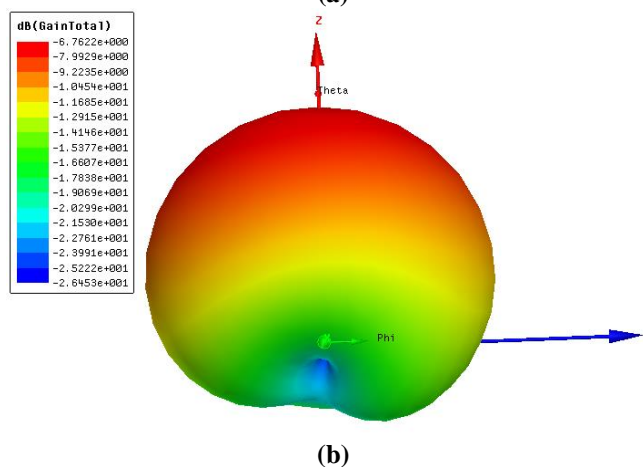 (a)
dB(GainTotal)
-6.7622e+000
-7.9929e+000
-9.2235e+000
-1.0454e+001
-1.1685e+001
-1.2915e+001
-1.4146e+001
-1.5377e+001
-1.6607e+001
-1.7838e+001
-1.9069e+001
-2.0299e+001
-2.1530e+001
-2.2761e+001
-2.3991e+001
-2.5222e+001
-2.6453e+001
Z
Theta
Phi
(b)